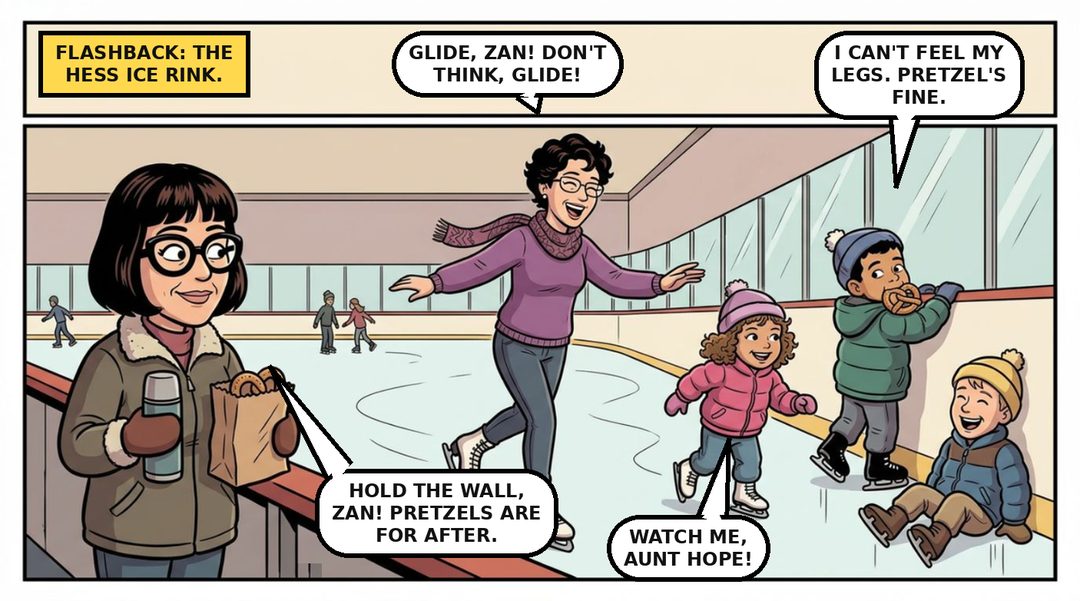 FLASHBACK: THE
HESS ICE RINK.
GLIDE, ZAN! DON'T
THINK, GLIDE!
I CAN'T FEEL MY
LEGS. PRETZEL'S
FINE.
HOLD THE WALL,
ZAN! PRETZELS ARE
FOR AFTER.
WATCH ME,
AUNT HOPE!